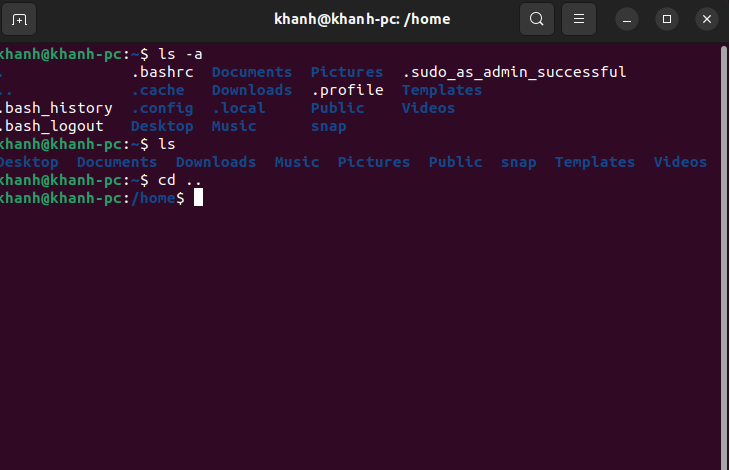 khanh@khanh-pc: /home
khanh@khanh-pc:~$ ls -a
. .bashrc Documents Pictures .sudo_as_admin_successful
.. .cache Downloads .profile Templates
.bash_history .config .local Public Videos
.bash_logout Desktop Music snap
khanh@khanh-pc:~$ ls
Desktop Documents Downloads Music Pictures Public snap Templates Videos
khanh@khanh-pc:~$ cd ..
khanh@khanh-pc:/home$